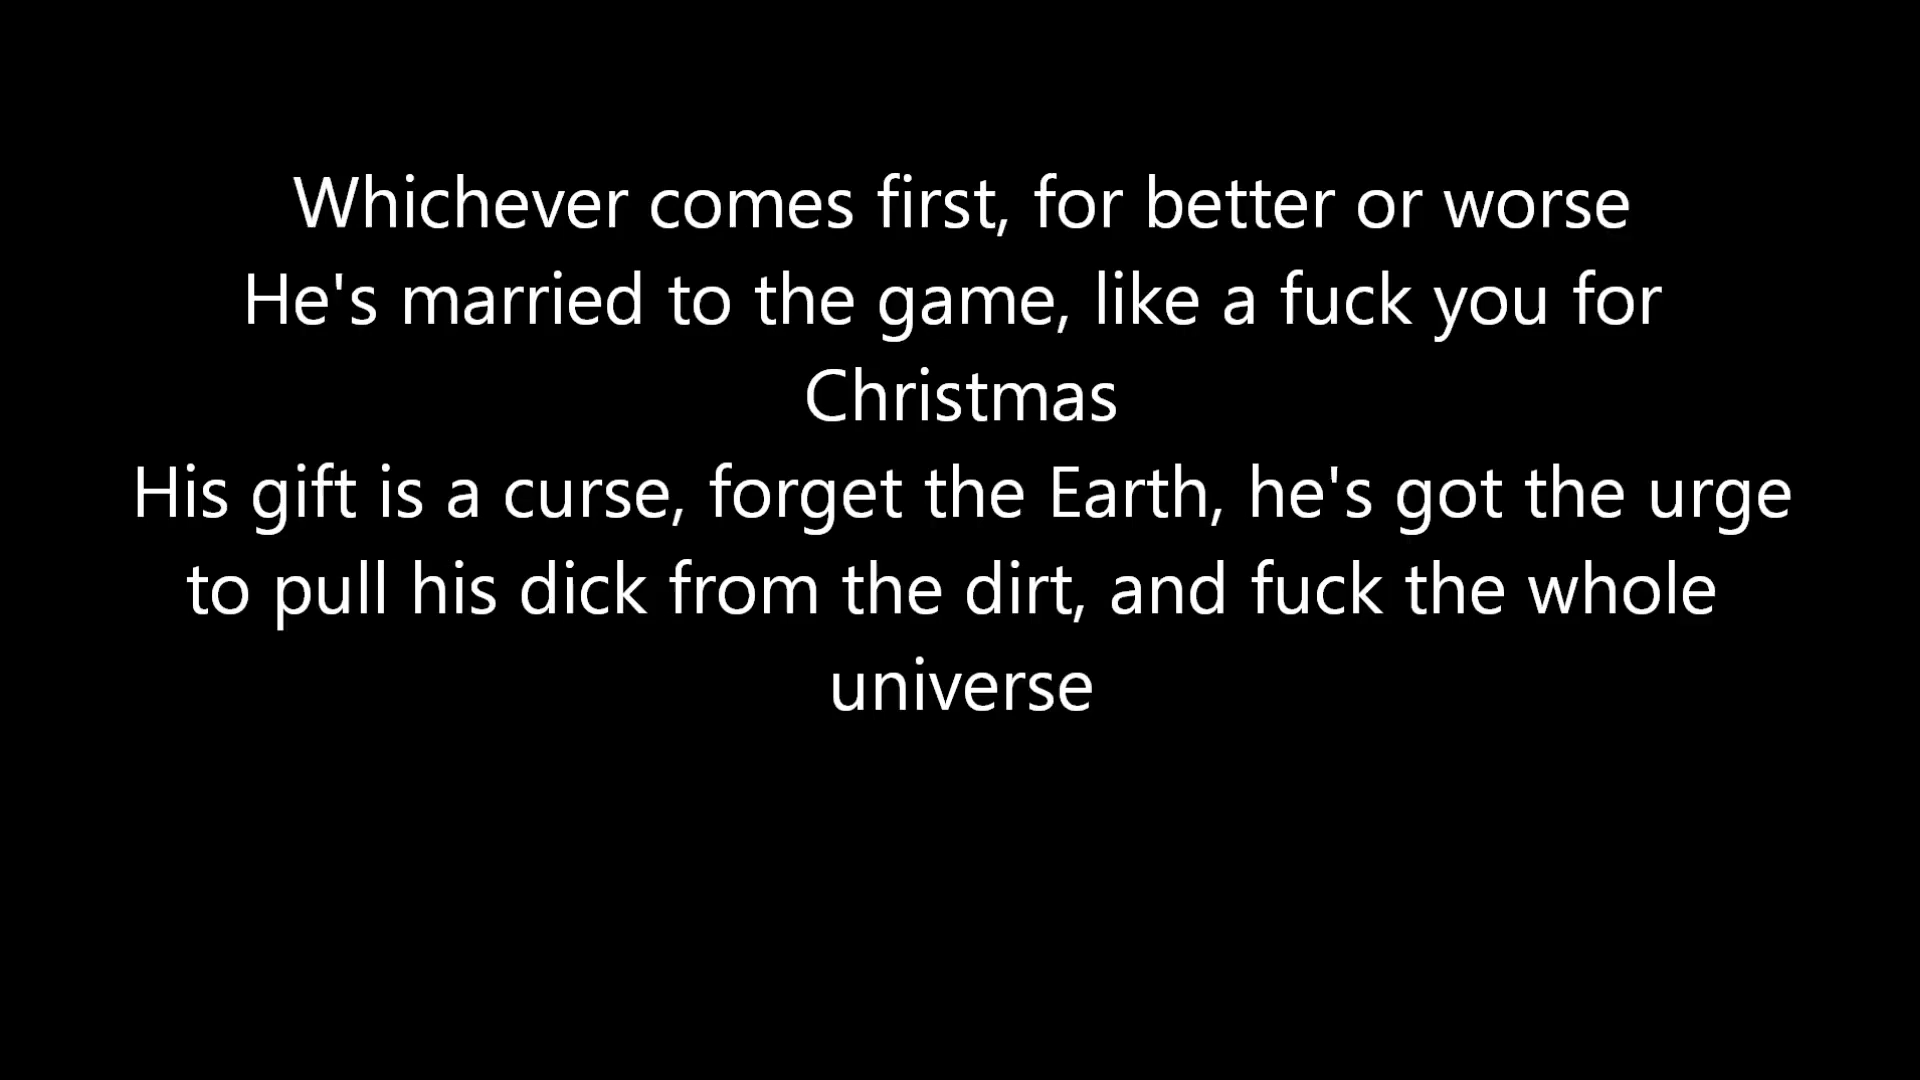 Whichever comes first, for better or worse
He's married to the game, like a fuck you for
Christmas
His gift is a curse, forget the Earth, he's got the urge
to pull his dick from the dirt, and fuck the whole
universe